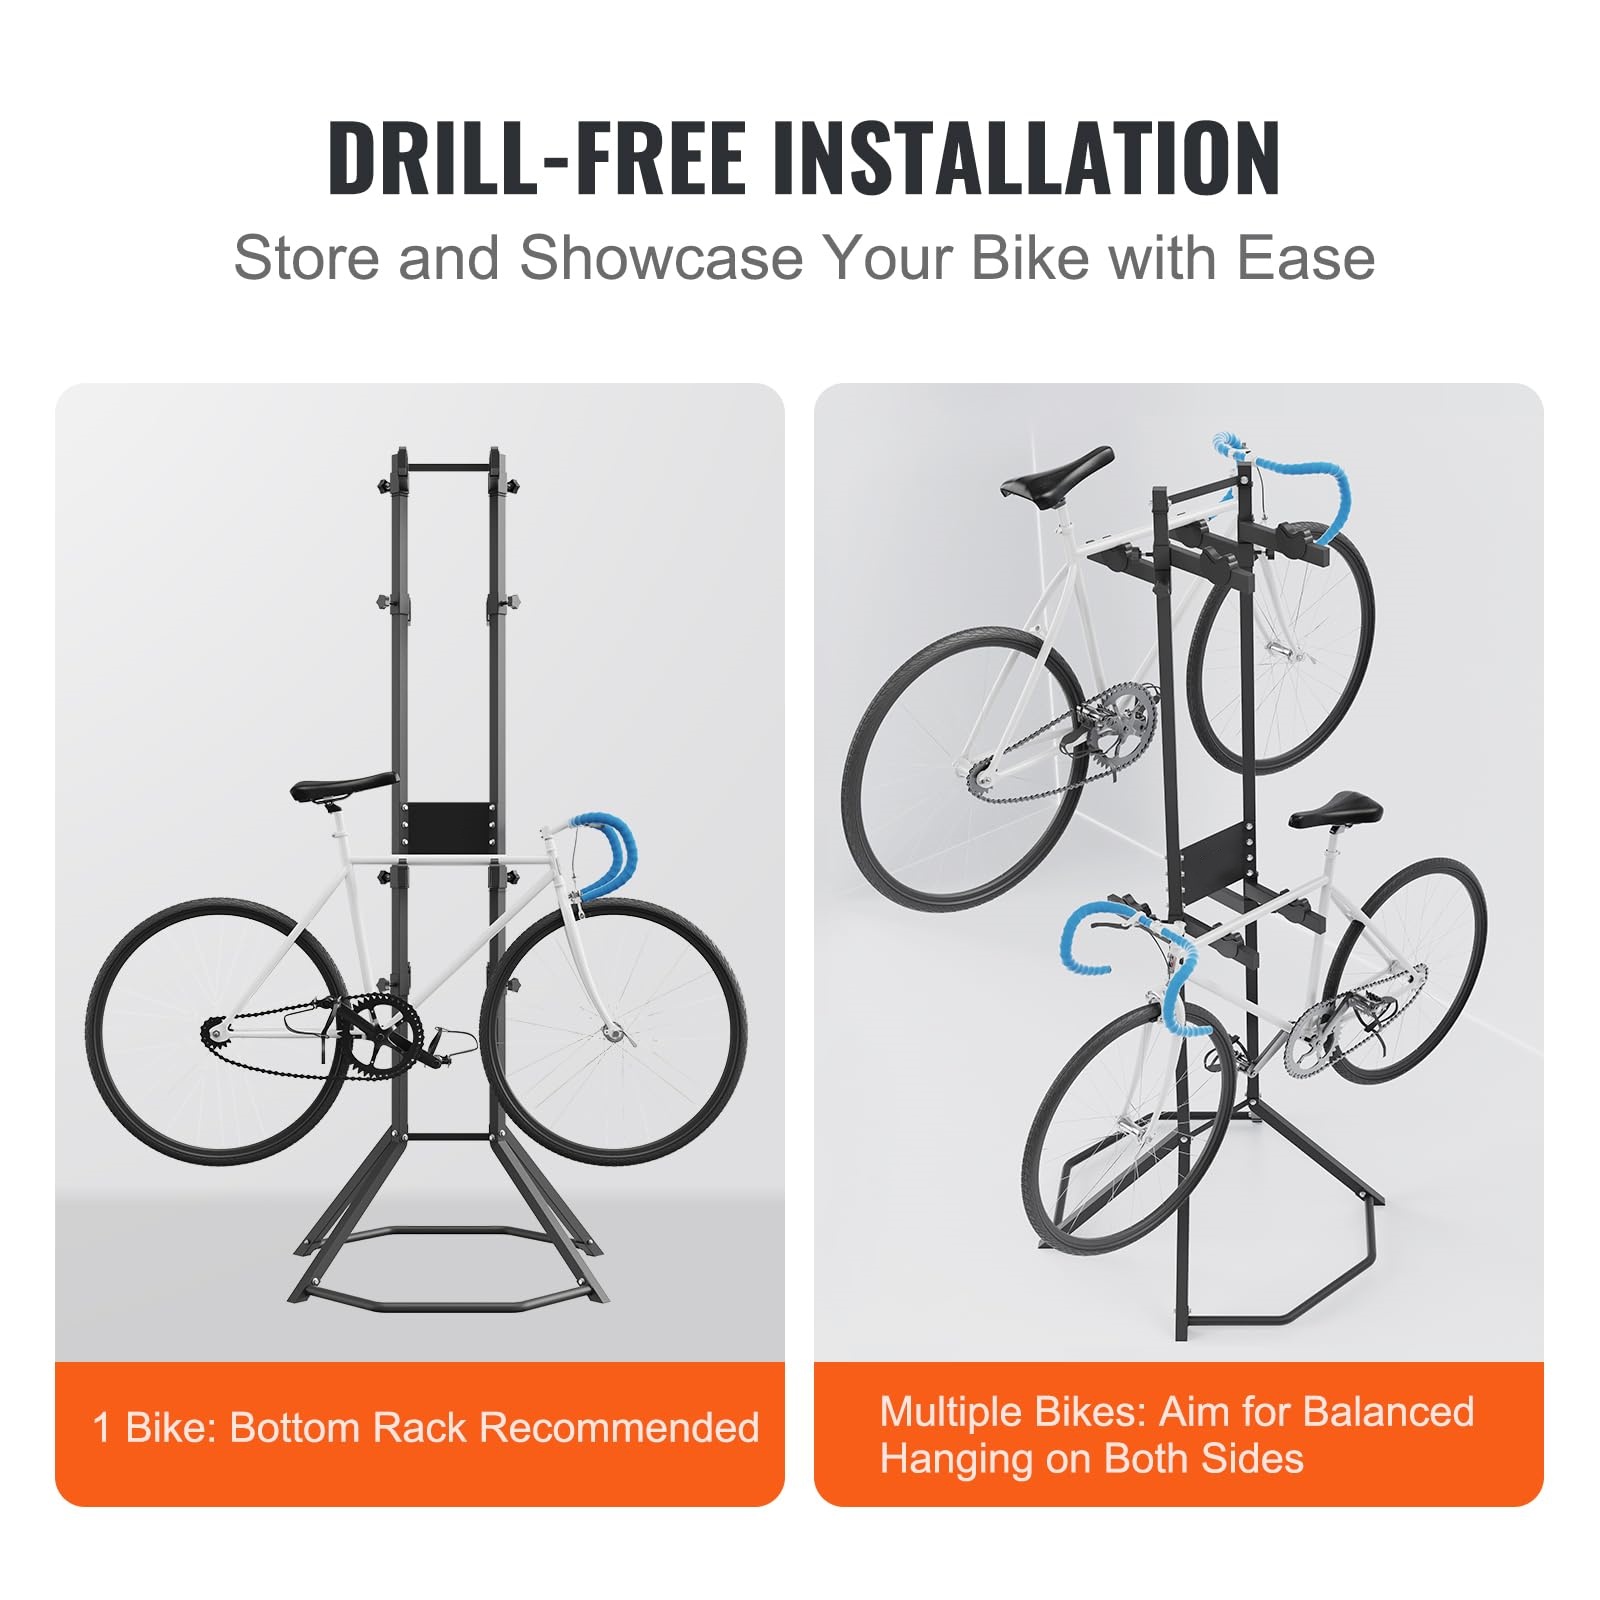 DRILL-FREE INSTALLATION
Store and Showcase Your Bike with Ease
1 Bike: Bottom Rack Recommended
Multiple Bikes: Aim for Balanced
Hanging on Both Sides